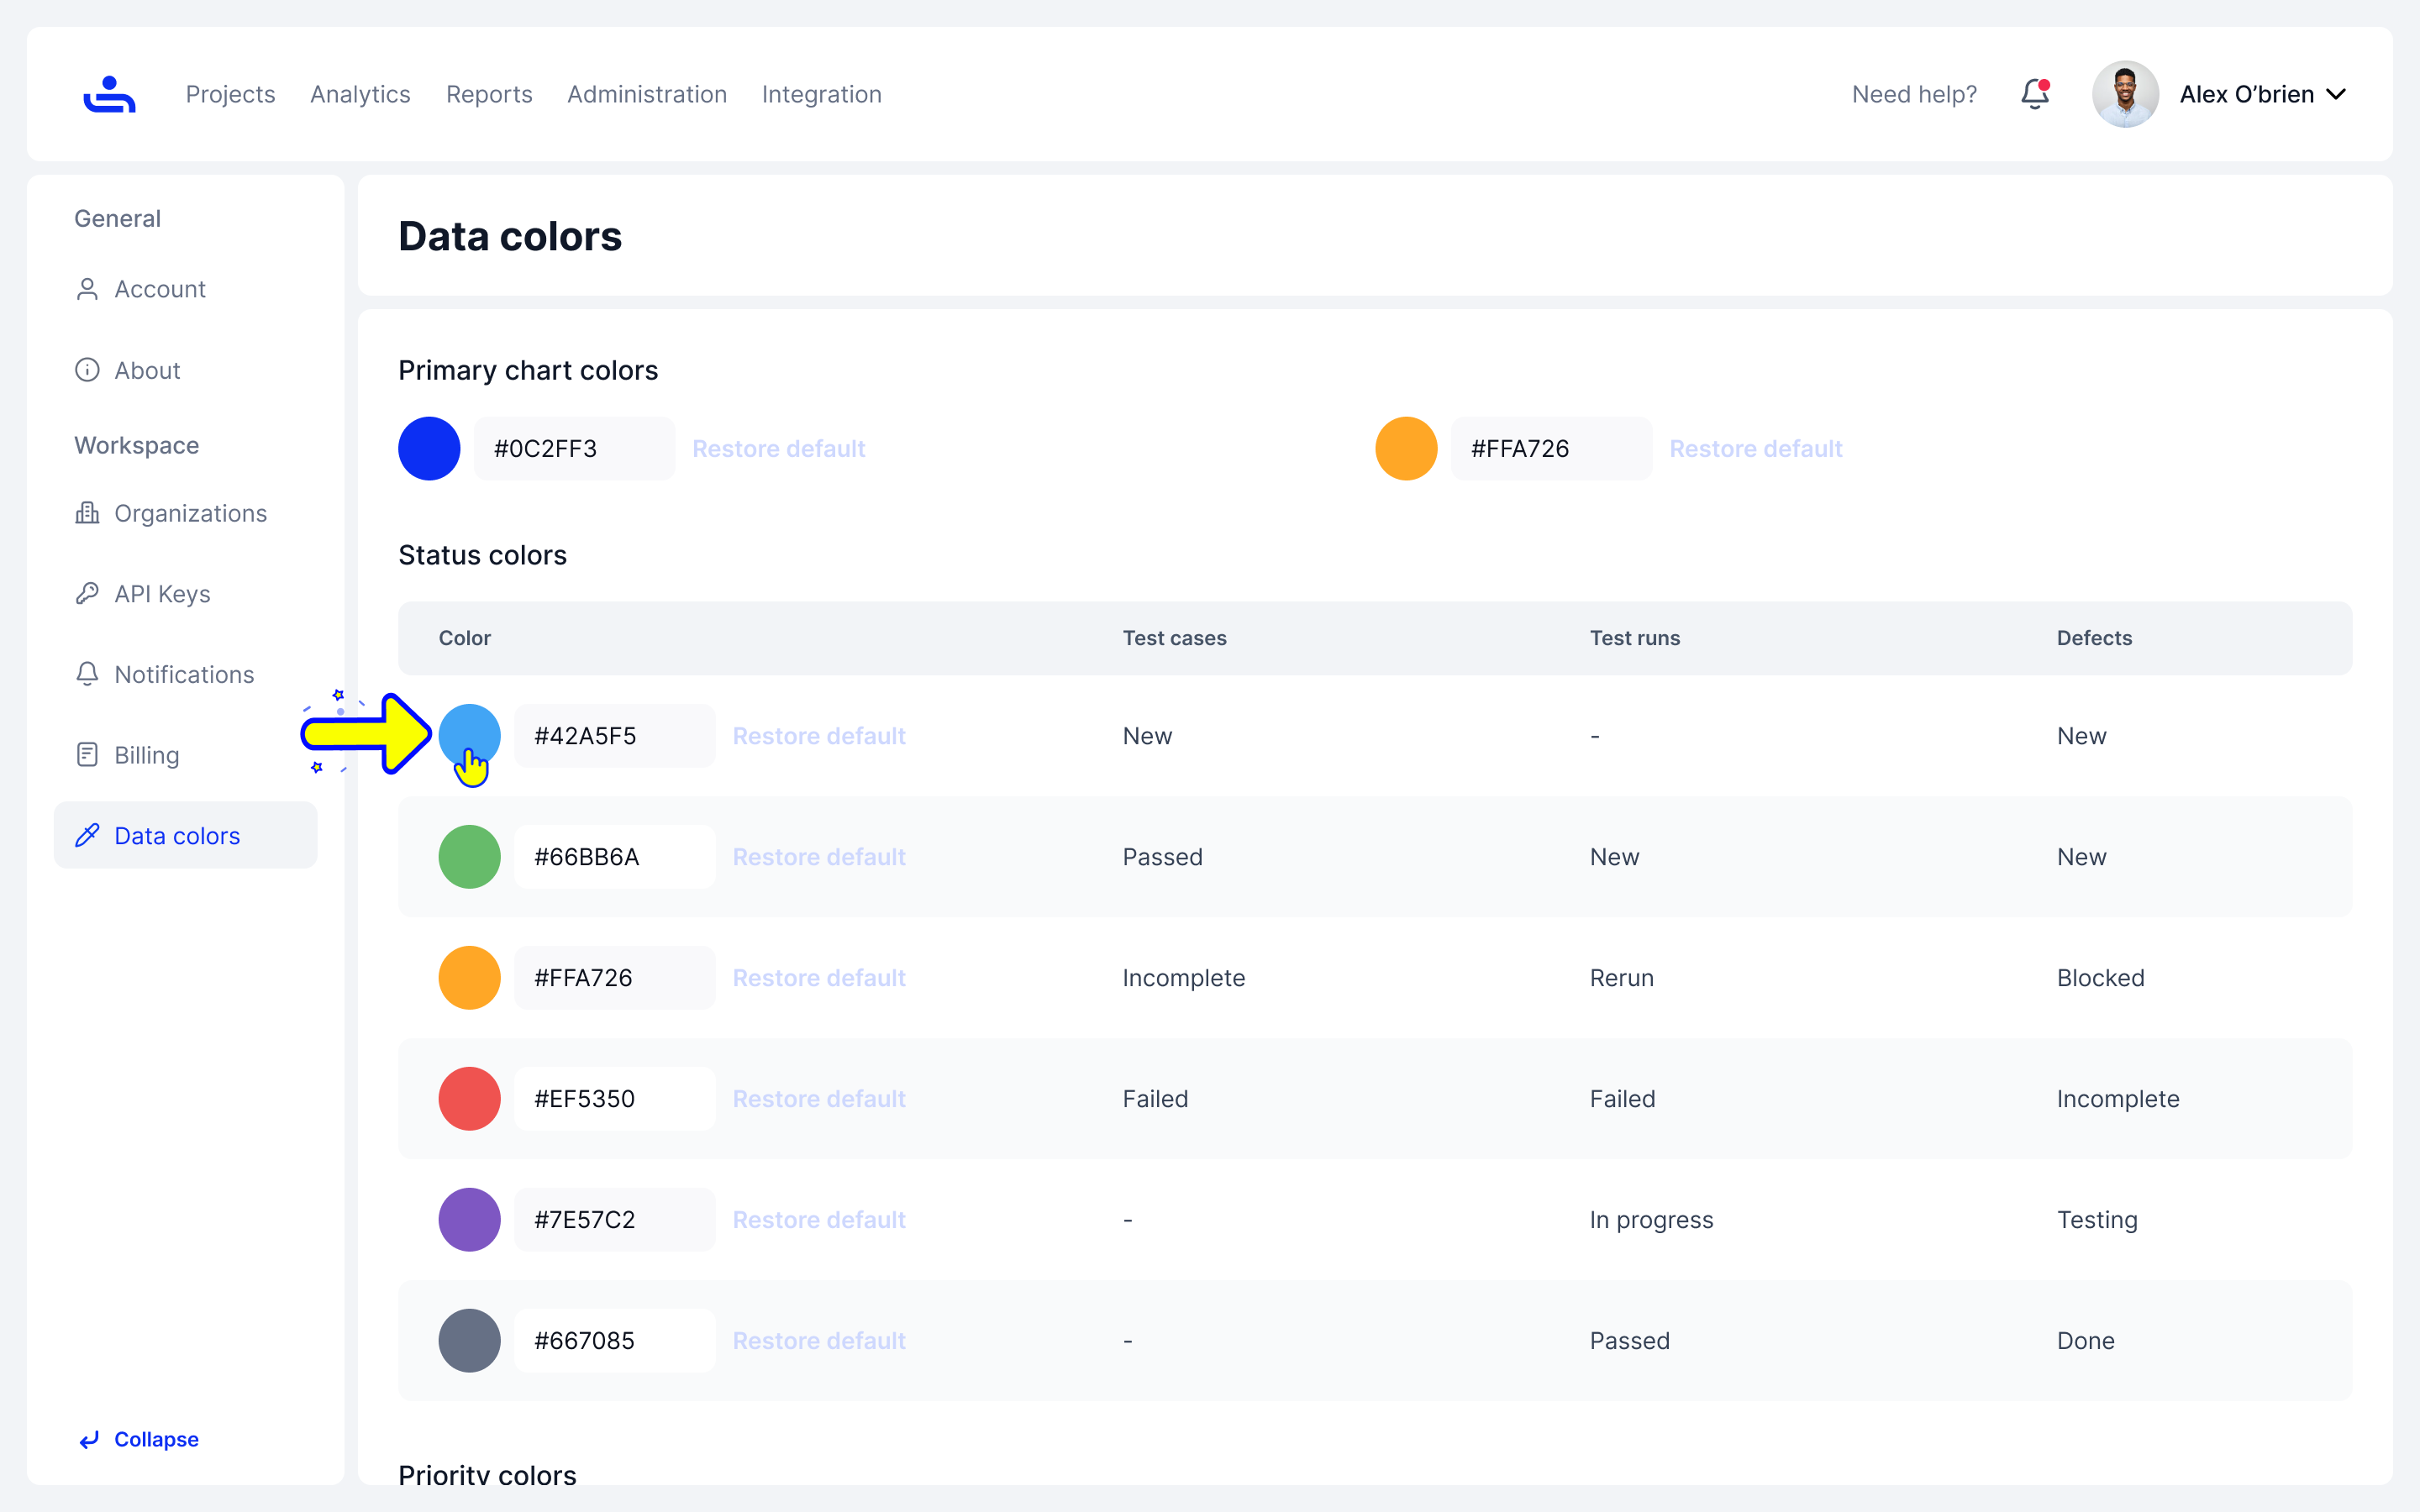 Projects Analytics Reports Administration Integration Need help? Alex O’brien
General
Account
About
Workspace
Organizations
API Keys
Notifications
Billing
Data colors
Collapse
Data colors
Primary chart colors
#0C2FF3 Restore default #FFA726 Restore default
Status colors
Color Test cases Test runs Defects
#42A5F5 Restore default New - New
#66BB6A Restore default Passed New New
#FFA726 Restore default Incomplete Rerun Blocked
#EF5350 Restore default Failed Failed Incomplete
#7E57C2 Restore default - In progress Testing
#667085 Restore default - Passed Done
Priority colors